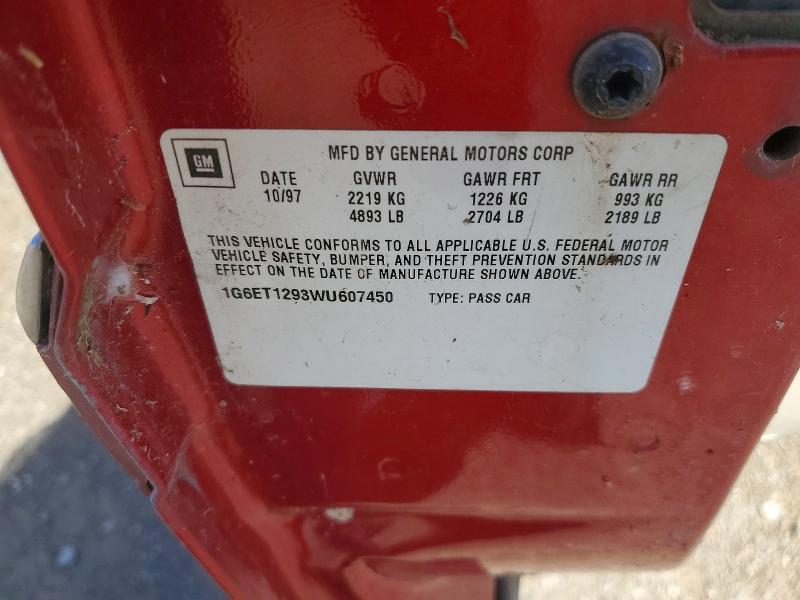 GM
MFD BY GENERAL MOTORS CORP
DATE GVWR GAWR FRT GAWR RR
10/97 2219 KG 1226 KG 993 KG
4893 LB 2704 LB 2189 LB
THIS VEHICLE CONFORMS TO ALL APPLICABLE U.S. FEDERAL MOTOR
VEHICLE SAFETY, BUMPER, AND THEFT PREVENTION STANDARDS IN
EFFECT ON THE DATE OF MANUFACTURE SHOWN ABOVE.
1G6ET1293WU607450 TYPE: PASS CAR